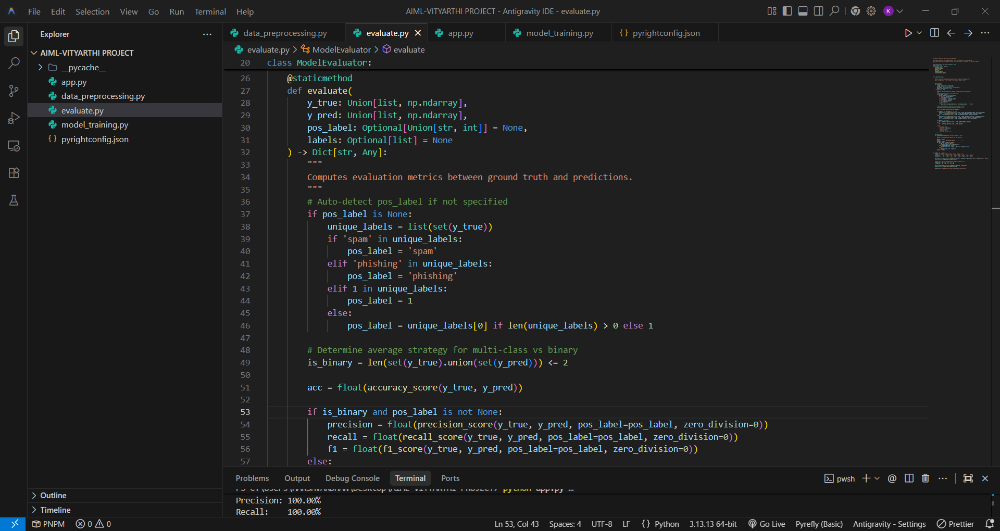 File Edit Selection View Go Run Terminal Help
AIML-VITYARTHI PROJECT - Antigravity IDE - evaluate.py
K
Explorer
AIML-VITYARTHI PROJECT
__pycache__
app.py
data_preprocessing.py
evaluate.py
model_training.py
{} pyrightconfig.json
Outline
Timeline
data_preprocessing.py
evaluate.py
app.py
model_training.py
{} pyrightconfig.json
evaluate.py > ModelEvaluator > evaluate
20 class ModelEvaluator:
26     @staticmethod
27     def evaluate(
28         y_true: Union[list, np.ndarray],
29         y_pred: Union[list, np.ndarray],
30         pos_label: Optional[Union[str, int]] = None,
31         labels: Optional[list] = None
32     ) -> Dict[str, Any]:
33         """
34         Computes evaluation metrics between ground truth and predictions.
35         """
36         # Auto-detect pos_label if not specified
37         if pos_label is None:
38             unique_labels = list(set(y_true))
39             if 'spam' in unique_labels:
40                 pos_label = 'spam'
41             elif 'phishing' in unique_labels:
42                 pos_label = 'phishing'
43             elif 1 in unique_labels:
44                 pos_label = 1
45             else:
46                 pos_label = unique_labels[0] if len(unique_labels) > 0 else 1
47
48         # Determine average strategy for multi-class vs binary
49         is_binary = len(set(y_true).union(set(y_pred))) <= 2
50
51         acc = float(accuracy_score(y_true, y_pred))
52
53         if is_binary and pos_label is not None:
54             precision = float(precision_score(y_true, y_pred, pos_label=pos_label, zero_division=0))
55             recall = float(recall_score(y_true, y_pred, pos_label=pos_label, zero_division=0))
56             f1 = float(f1_score(y_true, y_pred, pos_label=pos_label, zero_division=0))
57         else:
Problems Output Debug Console Terminal Ports
pwsh
python app.py …
Precision: 100.00%
Recall:    100.00%
PNPM 0 0
Ln 53, Col 43 Spaces: 4 UTF-8 LF {} Python 3.13.13 64-bit Go Live Pyrefly (Basic) Antigravity - Settings Prettier